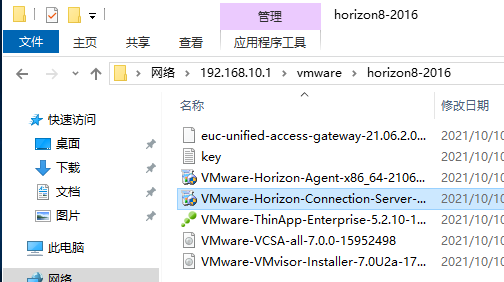 管理
horizon8-2016
文件 主页 共享 查看 应用程序工具
网络 192.168.10.1 vmware horizon8-2016
名称 修改日期
快速访问
桌面
下载
文档
图片
此电脑
网络
euc-unified-access-gateway-21.06.2.0... 2021/10/10
key 2021/10/10
VMware-Horizon-Agent-x86_64-2106... 2021/10/10
VMware-Horizon-Connection-Server-... 2021/10/10
VMware-ThinApp-Enterprise-5.2.10-1... 2021/10/10
VMware-VCSA-all-7.0.0-15952498 2021/10/10
VMware-VMvisor-Installer-7.0U2a-17... 2021/10/10